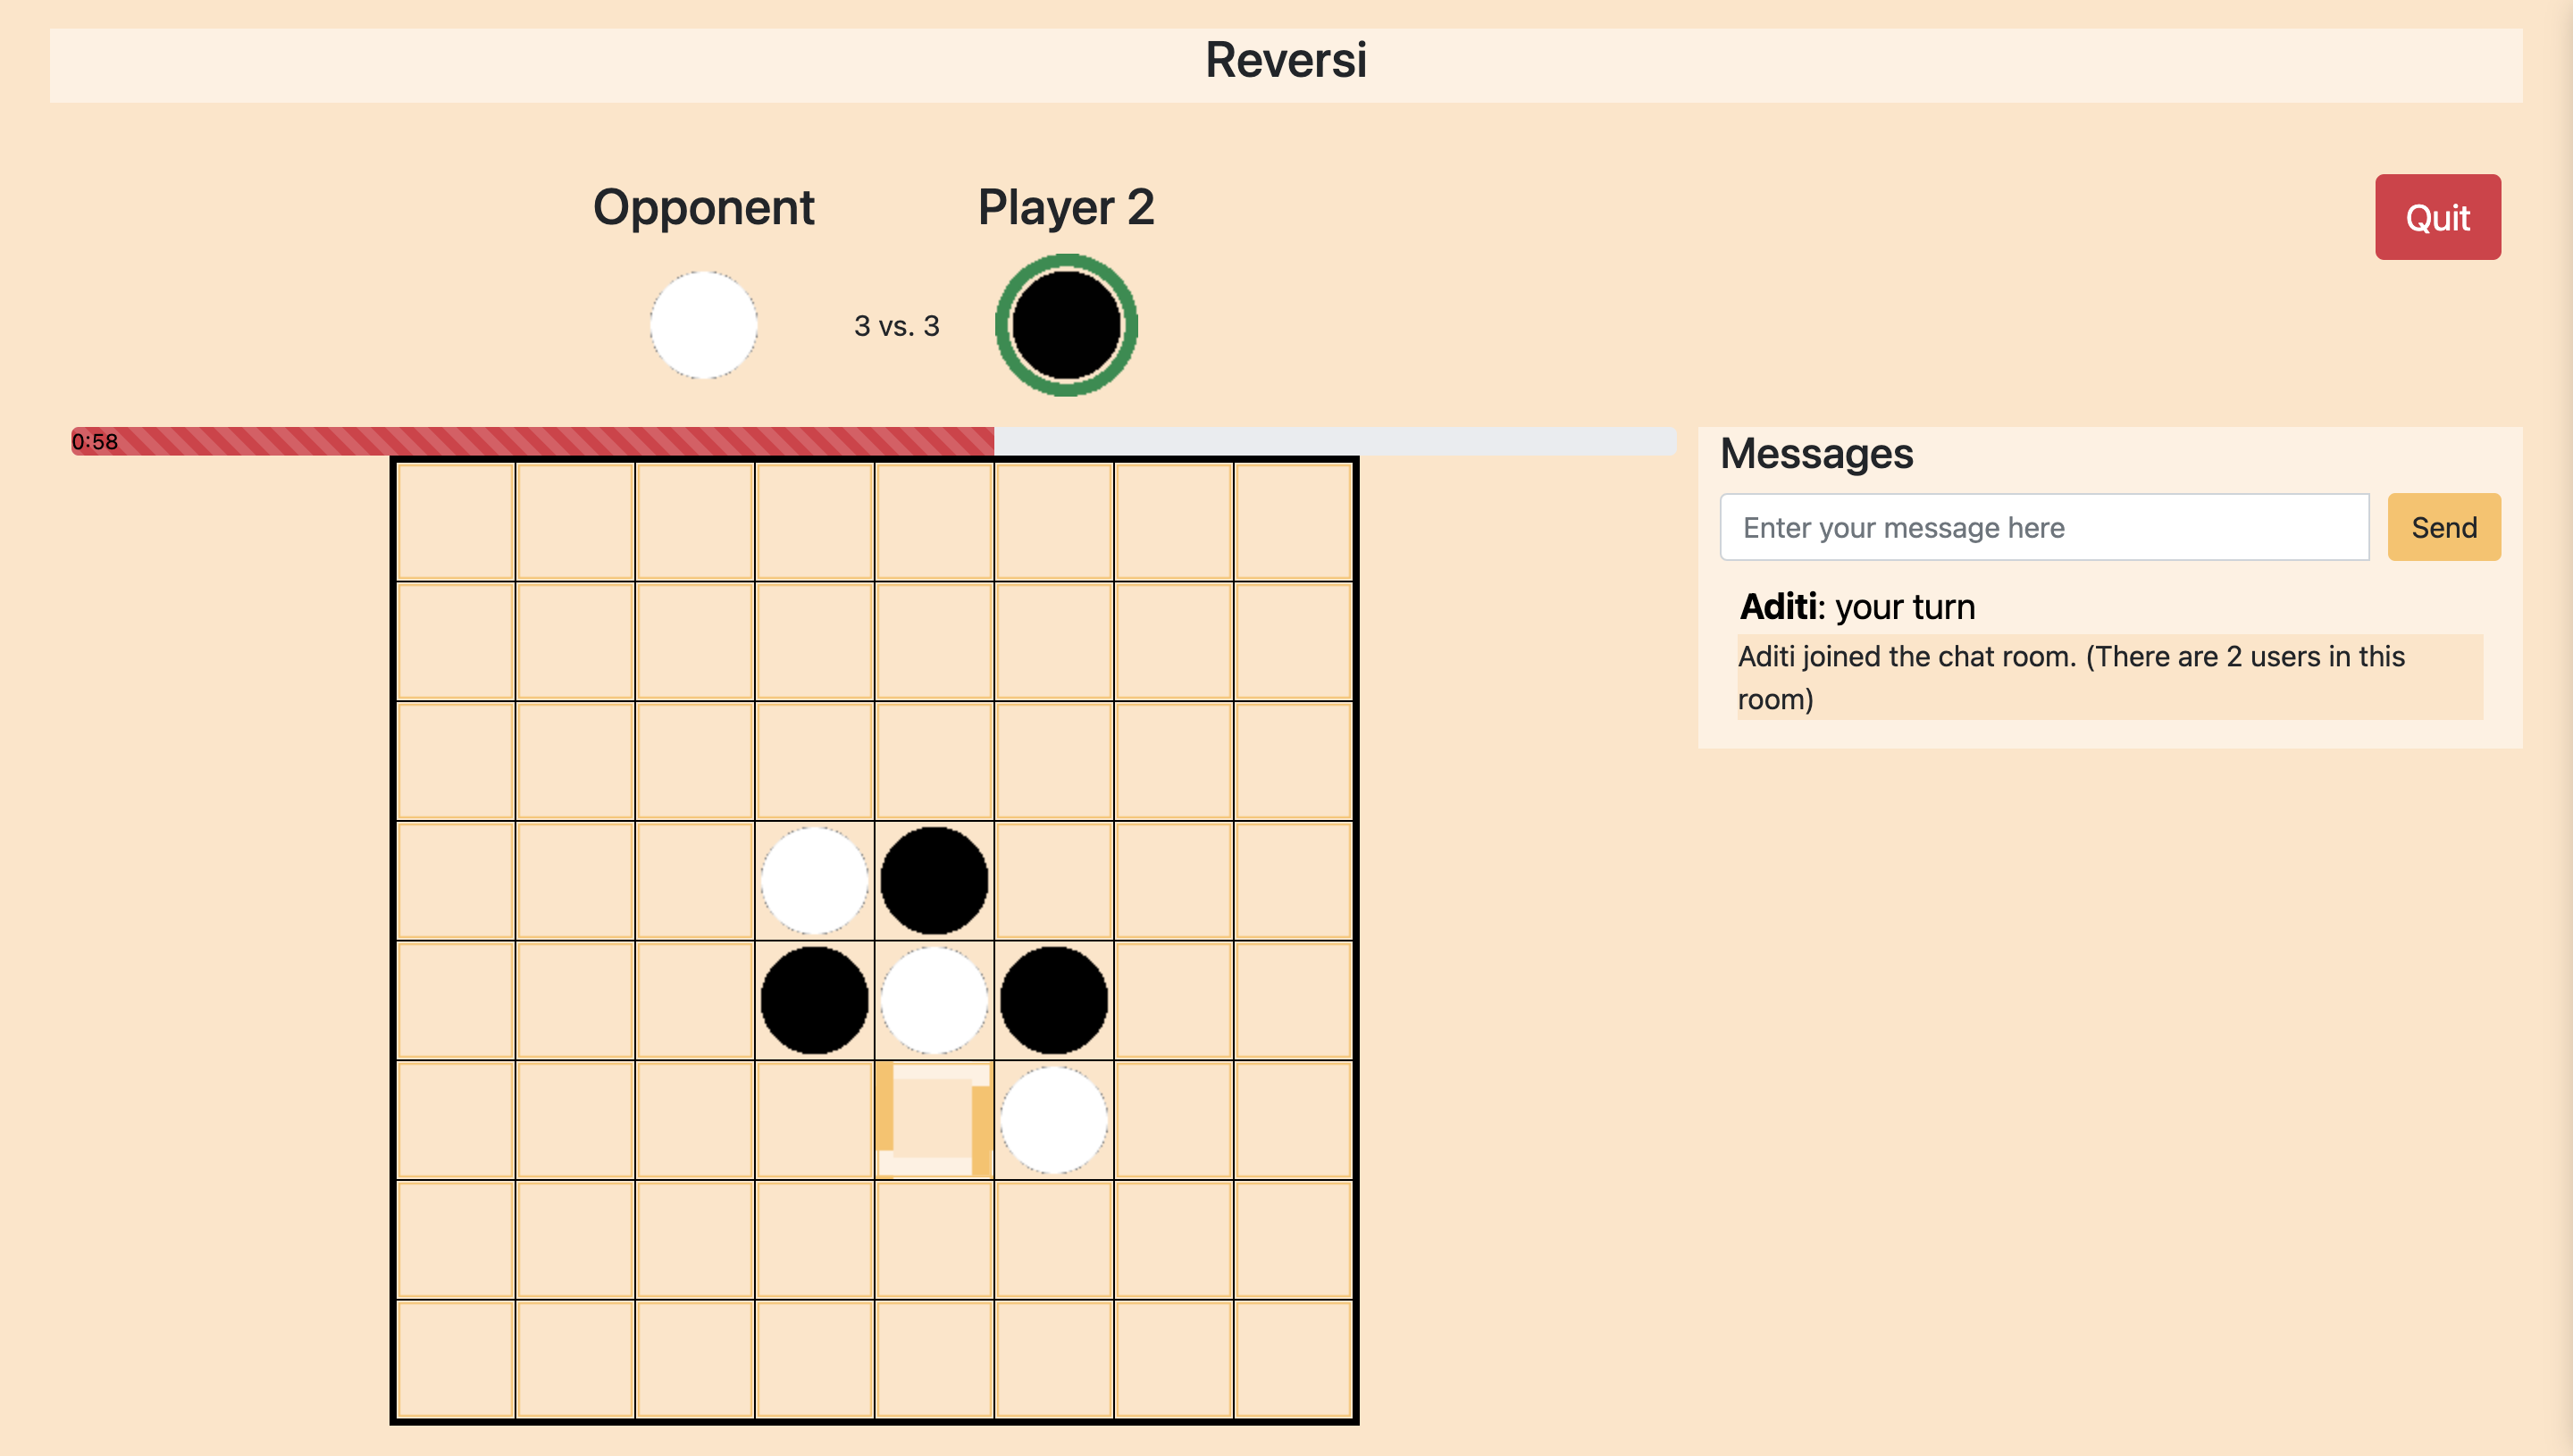 Reversi
Opponent
Player 2
Quit
3 vs. 3
0:58
Messages
Enter your message here
Send
Aditi: your turn
Aditi joined the chat room. (There are 2 users in this
room)